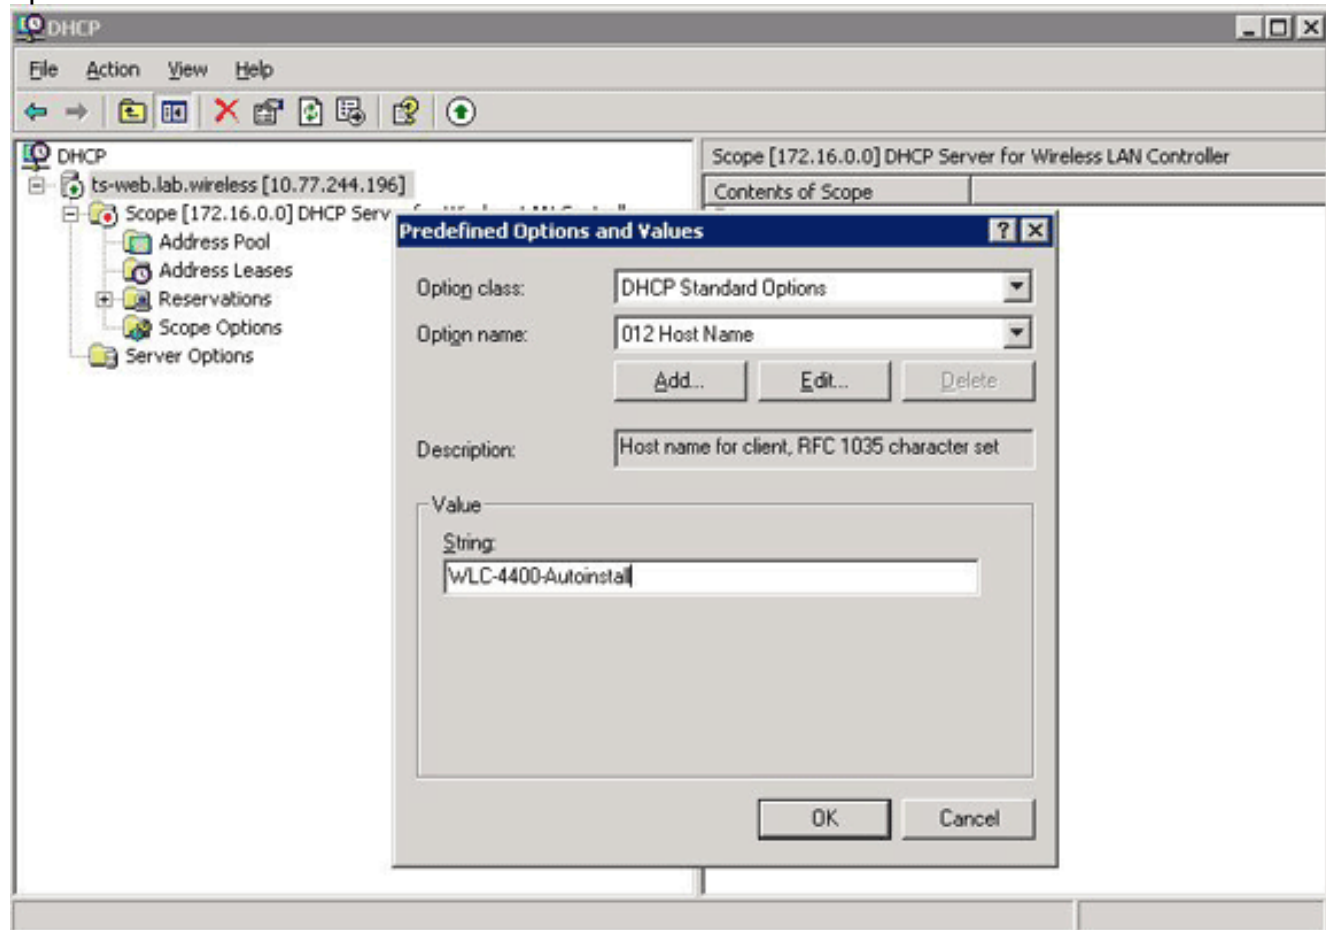 DHCP
File Action View Help
DHCP
ts-web.lab.wireless [10.77.244.196]
Scope [172.16.0.0] DHCP Serv
Address Pool
Address Leases
Reservations
Scope Options
Server Options
Scope [172.16.0.0] DHCP Server for Wireless LAN Controller
Contents of Scope
Predefined Options and Values
Option class: DHCP Standard Options
Option name: 012 Host Name
Add... Edit... Delete
Description: Host name for client, RFC 1035 character set
Value
String:
WLC-4400-Autoinstall
OK Cancel